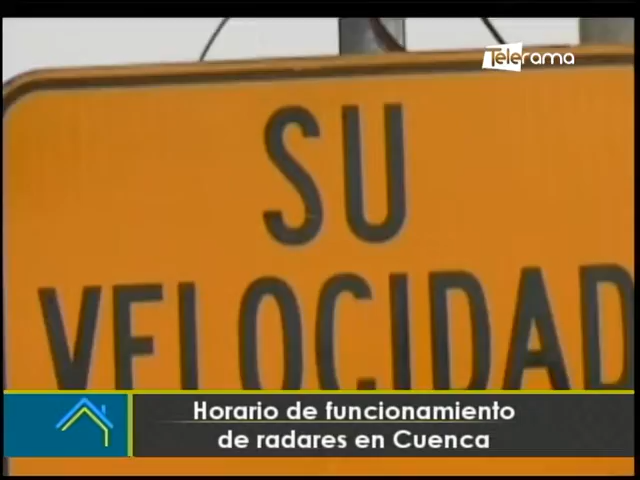 Telerama
SU
VELOCIDAD
Horario de funcionamiento
de radares en Cuenca